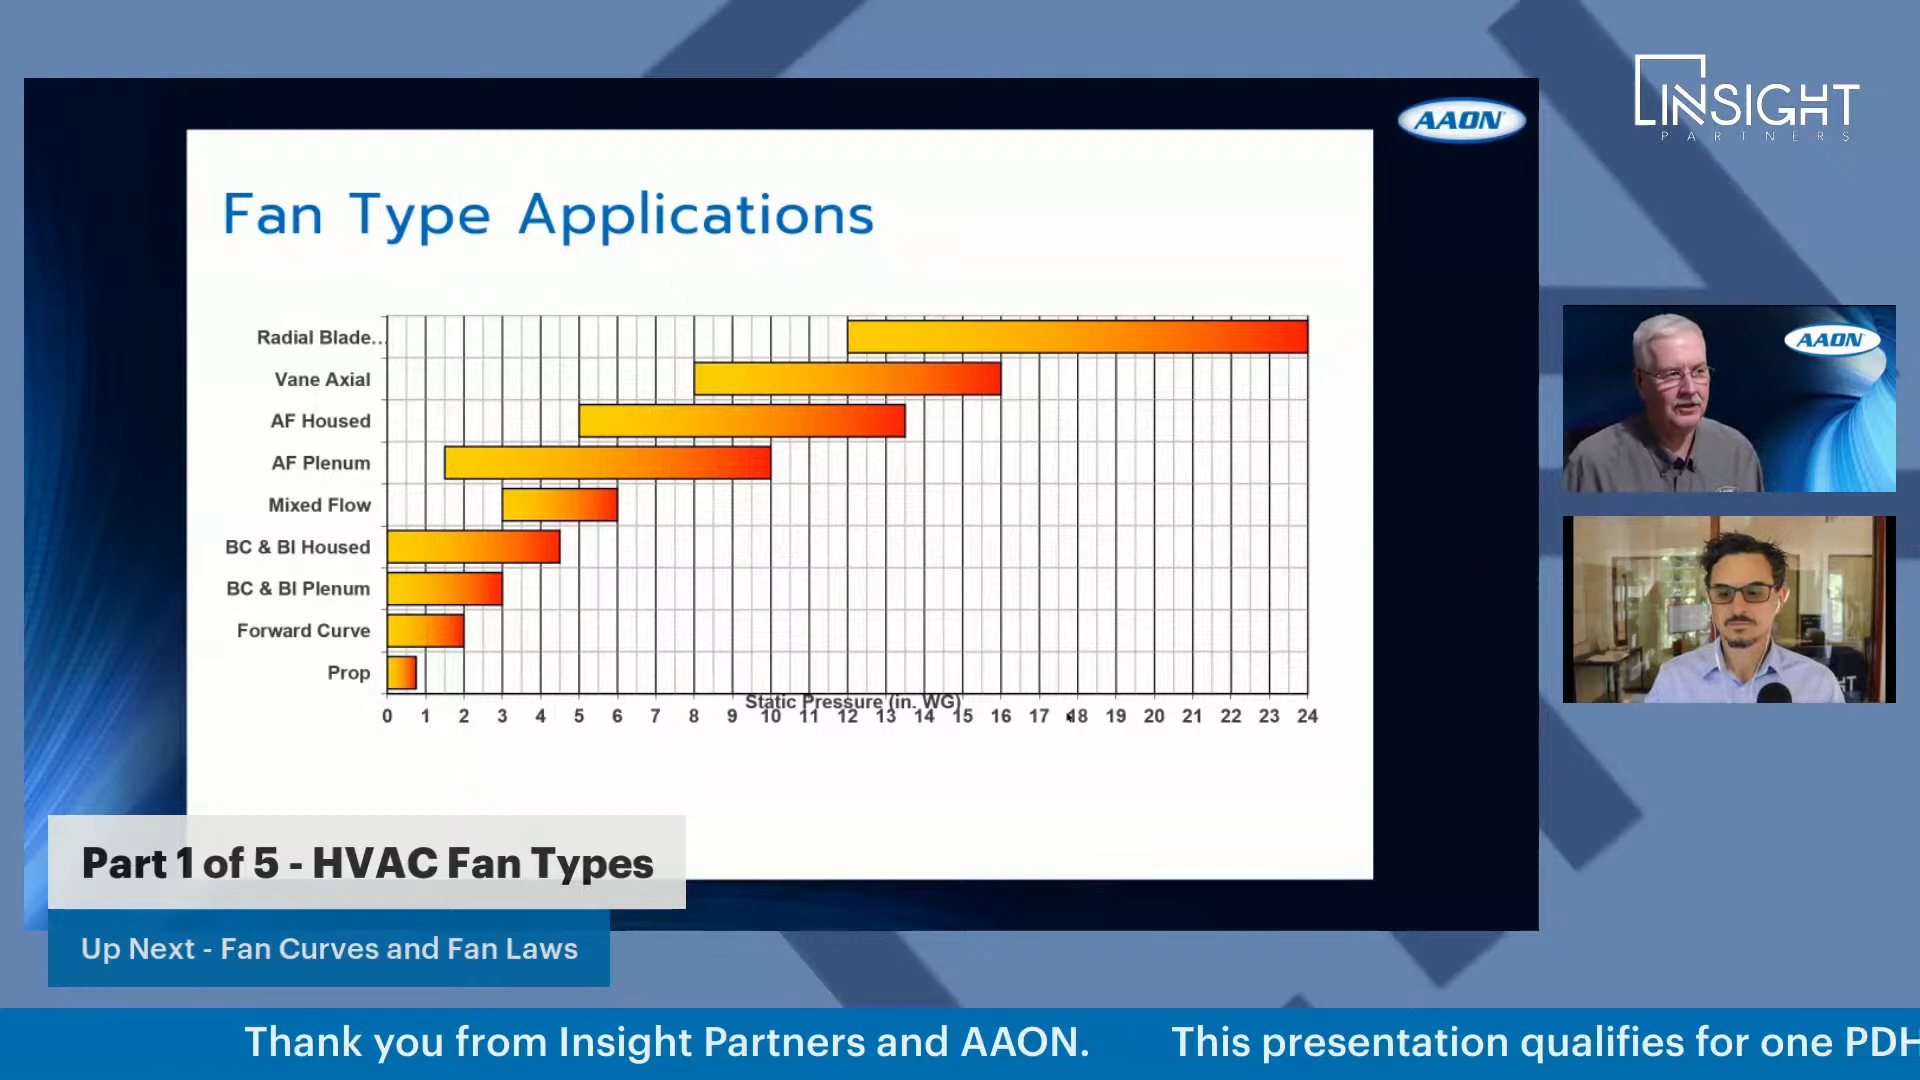 INSIGHT
PARTNERS
AAON
Fan Type Applications
Radial Blade...
Vane Axial
AF Housed
AF Plenum
Mixed Flow
BC & BI Housed
BC & BI Plenum
Forward Curve
Prop
Static Pressure (in. WG)
0 1 2 3 4 5 6 7 8 9 10 11 12 13 14 15 16 17 18 19 20 21 22 23 24
AAON
Part 1 of 5 - HVAC Fan Types
Up Next - Fan Curves and Fan Laws
Thank you from Insight Partners and AAON. This presentation qualifies for one PDH